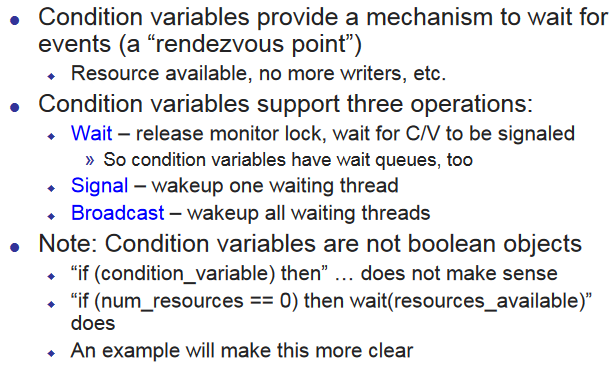 Condition variables provide a mechanism to wait for
events (a “rendezvous point”)
Resource available, no more writers, etc.
Condition variables support three operations:
Wait – release monitor lock, wait for C/V to be signaled
» So condition variables have wait queues, too
Signal – wakeup one waiting thread
Broadcast – wakeup all waiting threads
Note: Condition variables are not boolean objects
“if (condition_variable) then” … does not make sense
“if (num_resources == 0) then wait(resources_available)”
does
An example will make this more clear